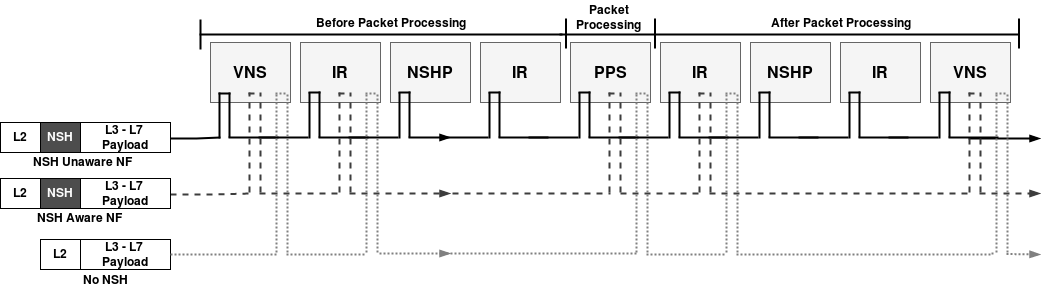 Before Packet Processing
Packet
Processing
After Packet Processing
VNS
IR
NSHP
IR
PPS
IR
NSHP
IR
VNS
L2
NSH
L3 - L7
Payload
NSH Unaware NF
L2
NSH
L3 - L7
Payload
NSH Aware NF
L2
L3 - L7
Payload
No NSH